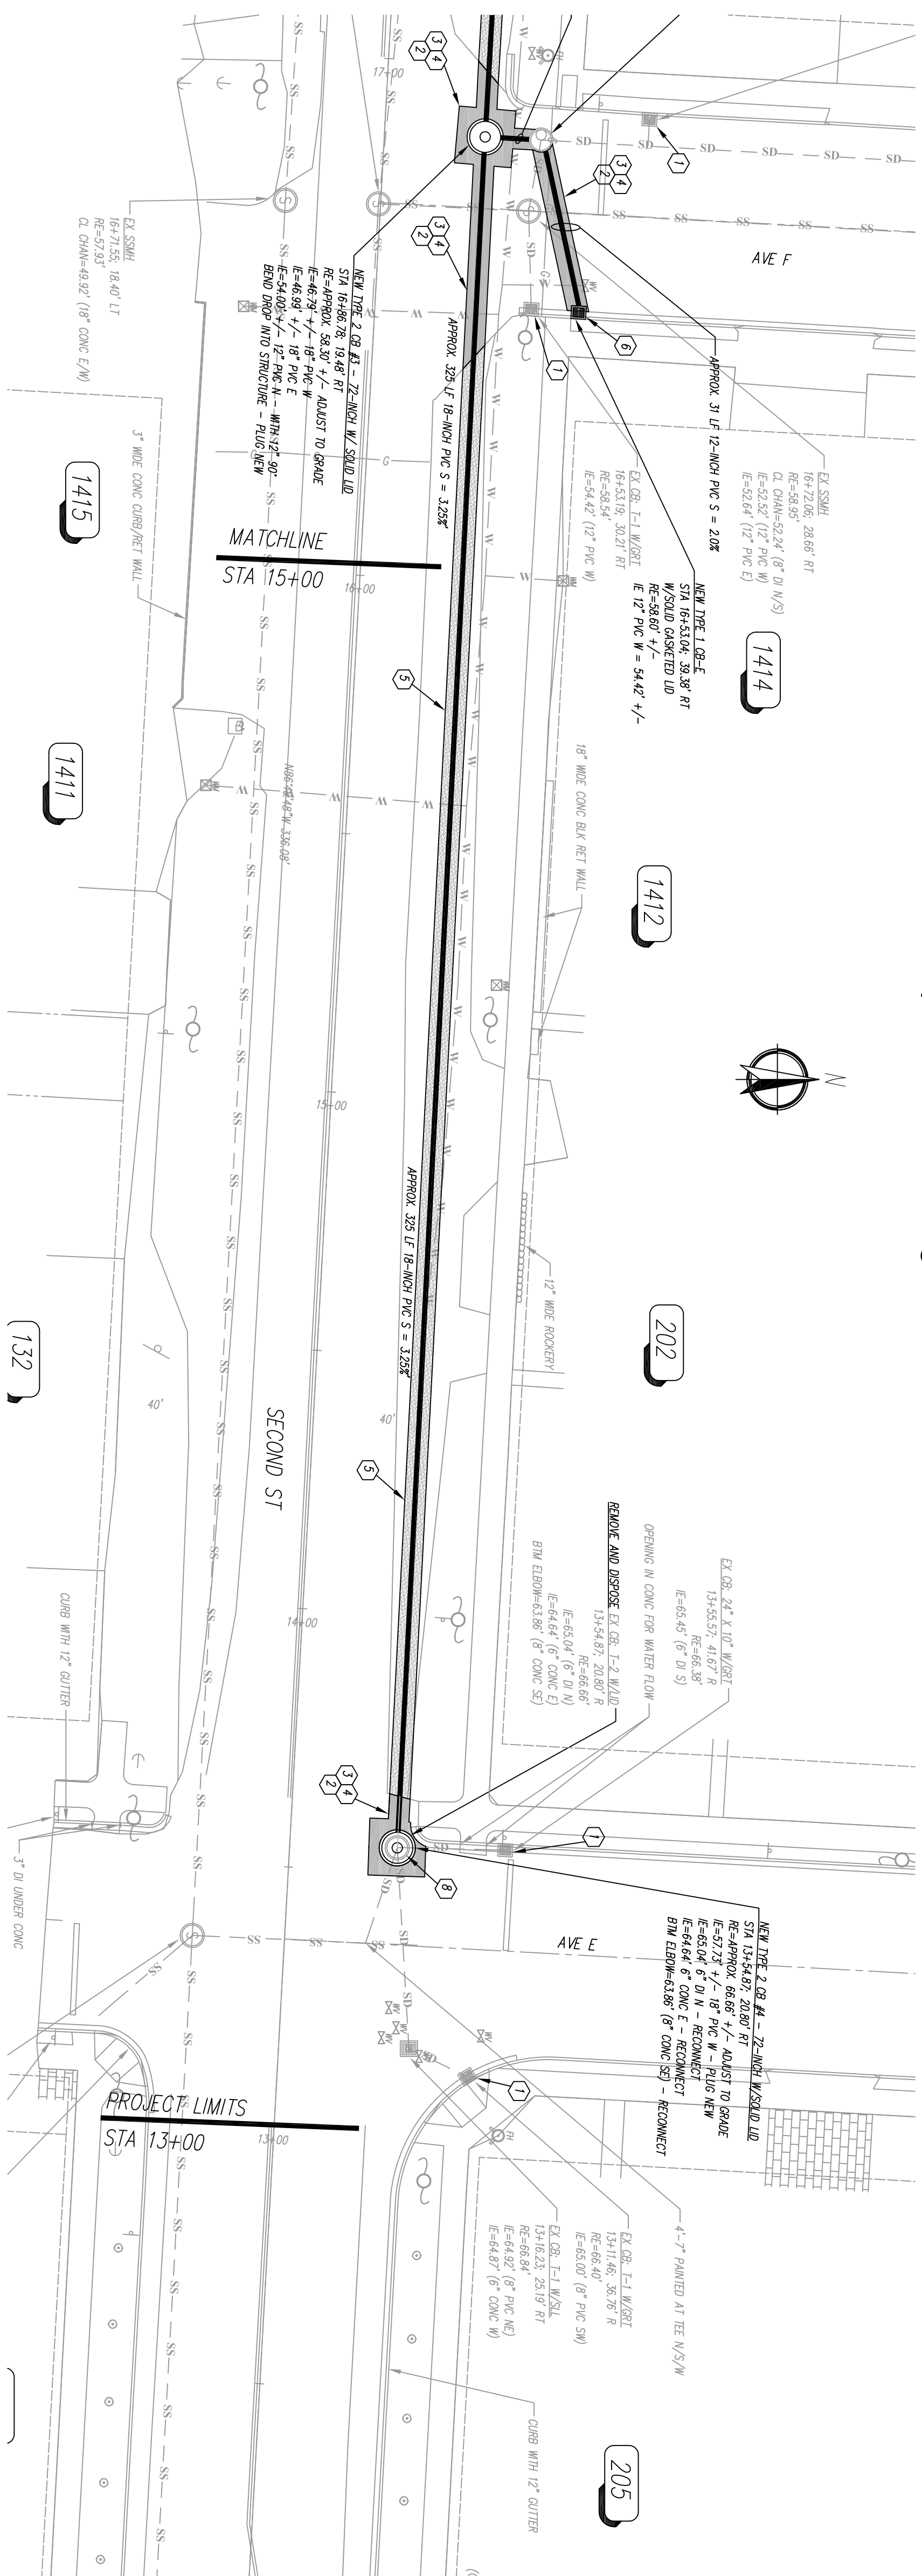 17+00
AVE F
EX SSMH
16+71.55; 18.40' LT
RE=57.93'
CL CHAN=49.92' (18" CONC E/W)
NEW TYPE 2 CB #3 – 72-INCH W/SOLID LID
STA 16+86.78; 19.48' RT
RE=APPROX. 58.30' +/- ADJUST TO GRADE
IE=46.79' +/- 18" PVC W
IE=46.99' +/- 18" PVC E
IE=54.00' +/- 12" PVC N – WITH 12" 90°
BEND DROP INTO STRUCTURE – PLUG NEW
APPROX. 325 LF 18-INCH PVC S = 3.25%
APPROX. 31 LF 12-INCH PVC S = 2.0%
EX SSMH
16+72.06; 28.66' RT
RE=58.95'
CL CHAN=52.24' (8" DI N/S)
IE=52.52' (12" PVC W)
IE=52.64' (12" PVC E)
EX CB: T-1 W/GRT
16+53.19; 30.21' RT
RE=58.54'
IE=54.42' (12" PVC W)
NEW TYPE 1 CB-E
STA 16+53.04; 39.38' RT
W/SOLID GASKETED LID
RE=58.60' +/-
IE 12" PVC W = 54.42' +/-
1415
3" WIDE CONC CURB/RET WALL
MATCHLINE
STA 15+00
16+00
1414
1411
N86°48'48"W 336.08'
18" WIDE CONC BLK RET WALL
1412
N
15+00
APPROX. 325 LF 18-INCH PVC S = 3.25%
12" WIDE ROCKERY
202
132
40'
40'
SECOND ST
14+00
EX CB: 24" X 10" W/GRT
13+55.57; 41.67' R
RE=66.38'
IE=65.45' (6" DI S)
OPENING IN CONC FOR WATER FLOW
REMOVE AND DISPOSE EX CB: T-2 W/LID
13+54.87; 20.80' R
RE=66.66'
IE=65.04' (6" DI N)
IE=64.64' (6" CONC E)
BTM ELBOW=63.86' (8" CONC SE)
CURB WITH 12" GUTTER
3" DI UNDER CONC
AVE E
NEW TYPE 2 CB #4 – 72-INCH W/SOLID LID
STA 13+54.87; 20.80' RT
RE=APPROX. 66.66' +/- ADJUST TO GRADE
IE=57.73' +/- 18" PVC W – PLUG NEW
IE=65.04' 6" DI N – RECONNECT
IE=64.64' 6" CONC E – RECONNECT
BTM ELBOW=63.86' (8" CONC SE) – RECONNECT
PROJECT LIMITS
STA 13+00
13+00
4'-7" PAINTED AT TEE N/S/W
EX CB: T-1 W/GRT
13+11.46; 36.76' R
RE=66.40'
IE=65.00' (8" PVC SW)
EX CB: T-1 W/SLL
13+16.23; 25.19' RT
RE=66.84'
IE=64.92' (8" PVC NE)
IE=64.87' (6" CONC W)
CURB WITH 12" GUTTER
205